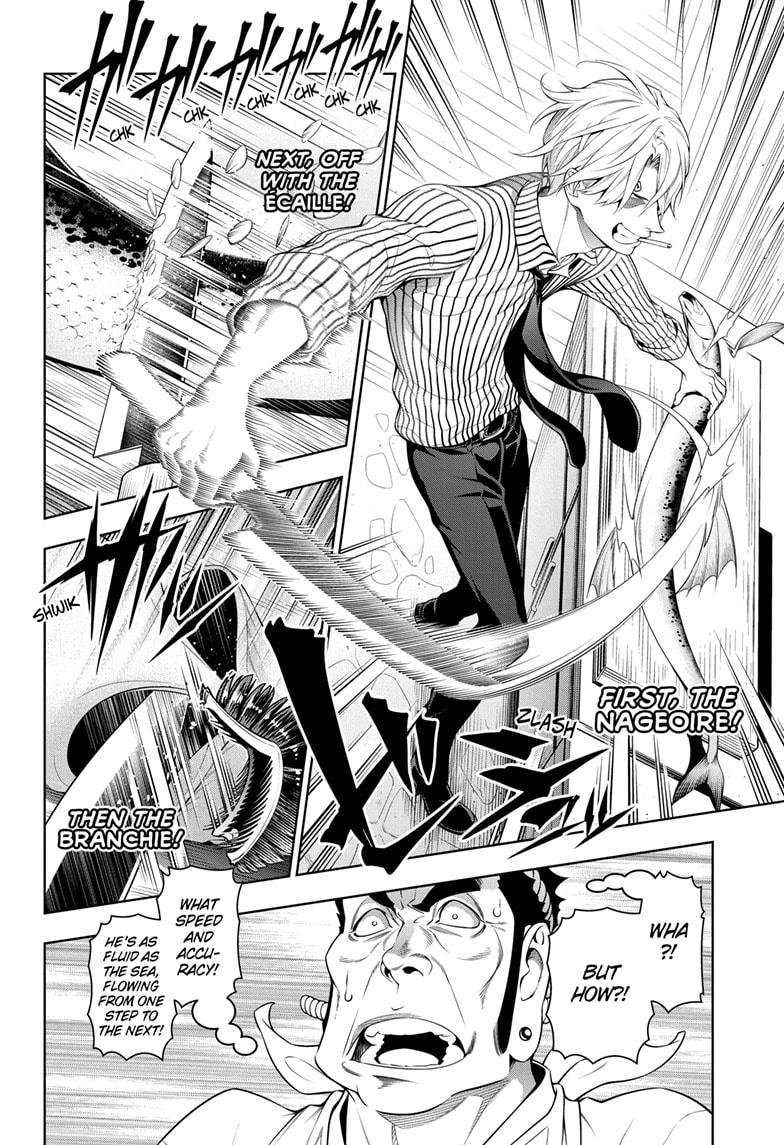 FIRST, THE
NAGEOIRE!
ZLASH
ドシュッ
NEXT, OFF
WITH THE
ÉCAILLE!
ガガガガガガ
CHK
CHK
CHK
CHK
CHK
CHK
THEN THE
BRANCHIE!
SHWIK
WHA
?!
BUT
HOW?!
WHAT
SPEED
AND
ACCU-
RACY!
HE'S AS
FLUID AS
THE SEA,
FLOWING
FROM ONE
STEP TO
THE NEXT!